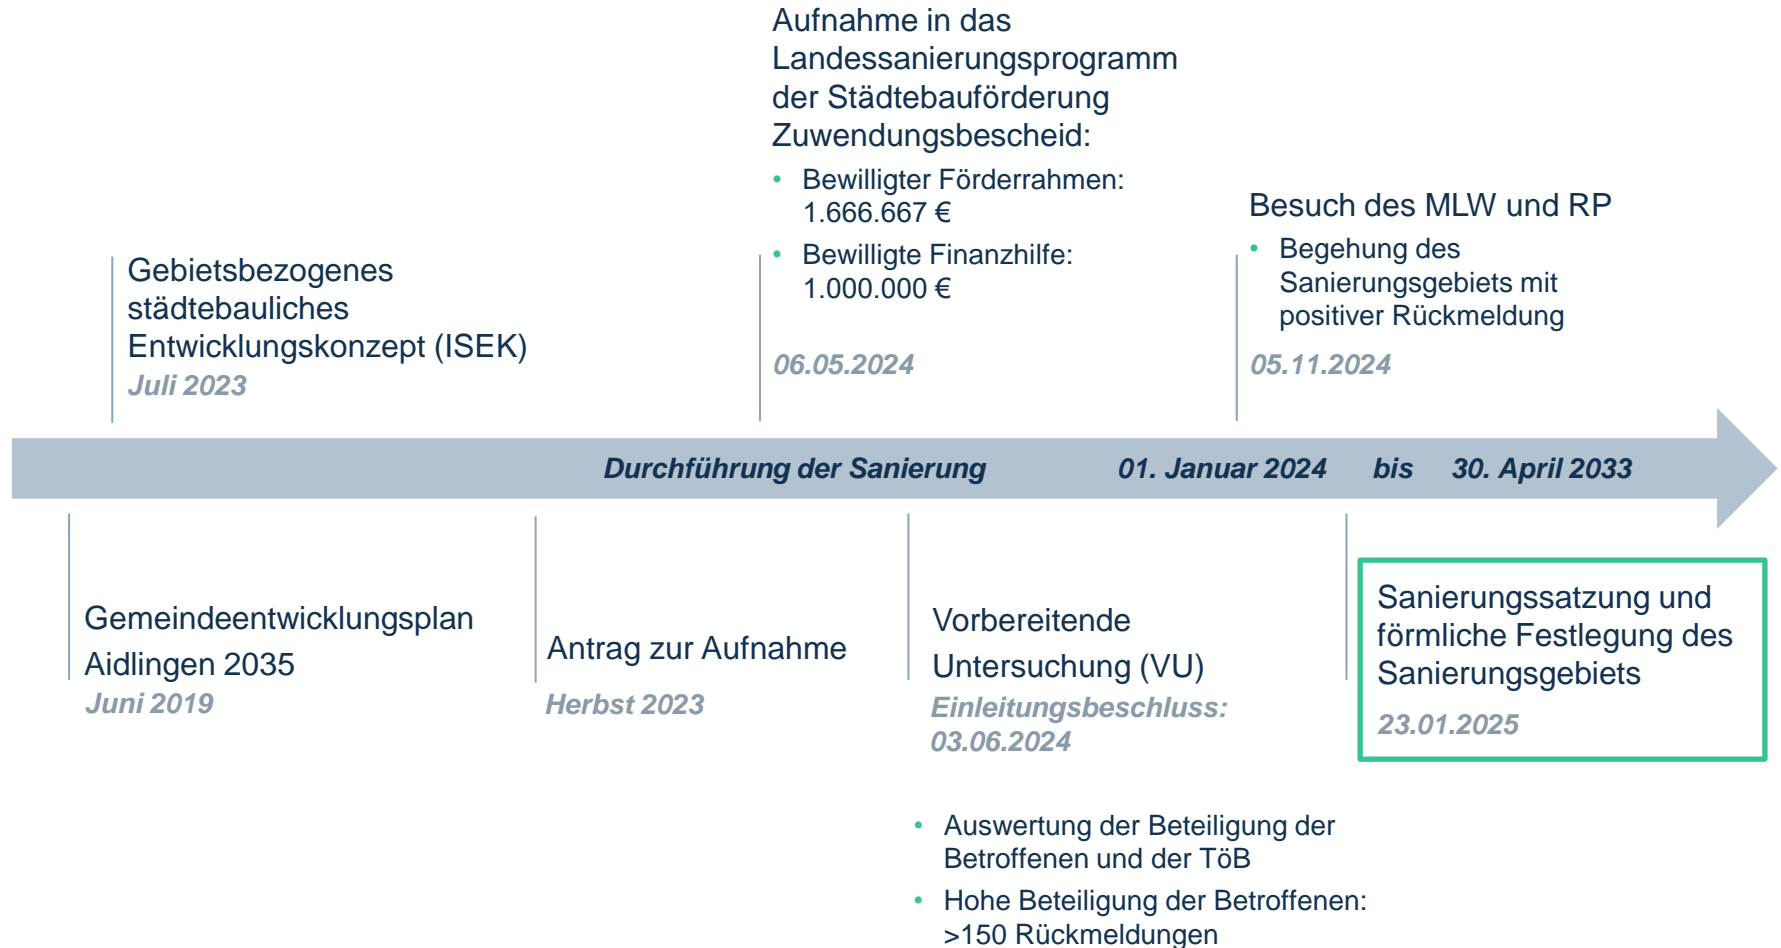 Aufnahme in das
Landessanierungsprogramm
der Städtebauförderung
Zuwendungsbescheid:
• Bewilligter Förderrahmen:
1.666.667 €
• Bewilligte Finanzhilfe:
1.000.000 €
06.05.2024
Besuch des MLW und RP
• Begehung des
Sanierungsgebiets mit
positiver Rückmeldung
05.11.2024
Gebietsbezogenes
städtebauliches
Entwicklungskonzept (ISEK)
Juli 2023
Durchführung der Sanierung 01. Januar 2024 bis 30. April 2033
Gemeindeentwicklungsplan
Aidlingen 2035
Juni 2019
Antrag zur Aufnahme
Herbst 2023
Vorbereitende
Untersuchung (VU)
Einleitungsbeschluss:
03.06.2024
• Auswertung der Beteiligung der
Betroffenen und der TöB
• Hohe Beteiligung der Betroffenen:
>150 Rückmeldungen
Sanierungssatzung und
förmliche Festlegung des
Sanierungsgebiets
23.01.2025